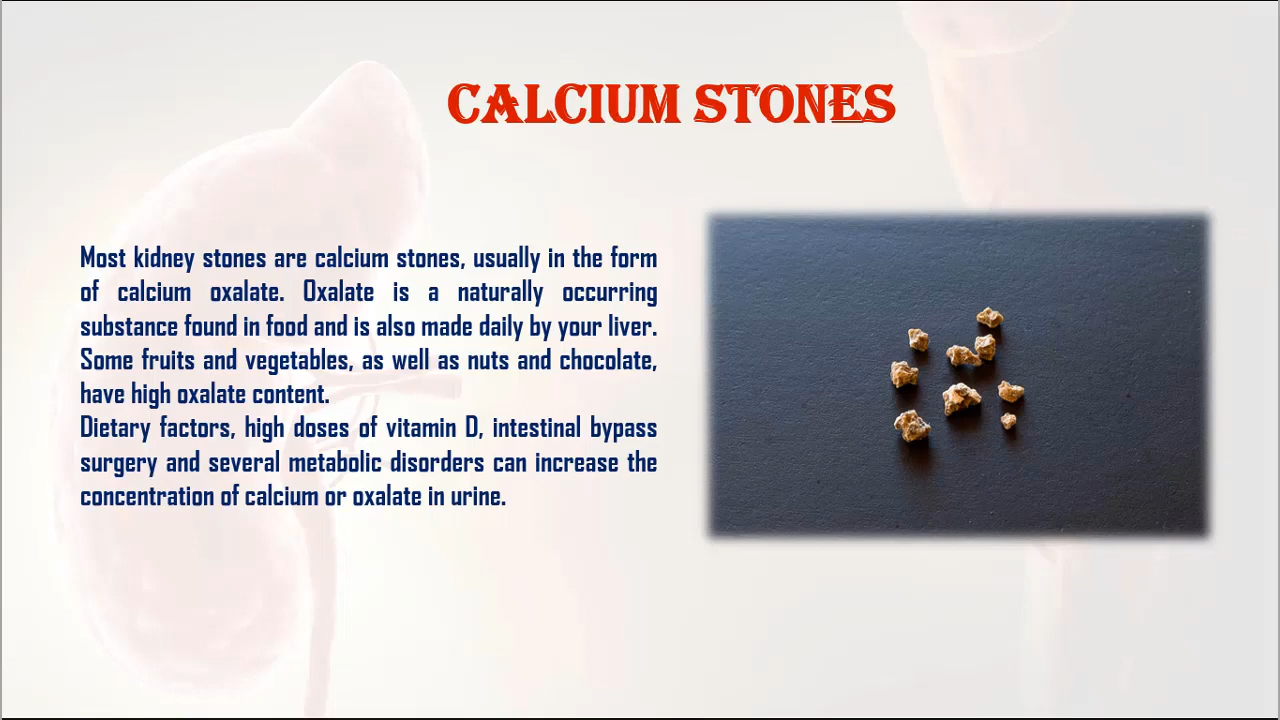 CALCIUM STONES
Most kidney stones are calcium stones, usually in the form
of calcium oxalate. Oxalate is a naturally occurring
substance found in food and is also made daily by your liver.
Some fruits and vegetables, as well as nuts and chocolate,
have high oxalate content.
Dietary factors, high doses of vitamin D, intestinal bypass
surgery and several metabolic disorders can increase the
concentration of calcium or oxalate in urine.